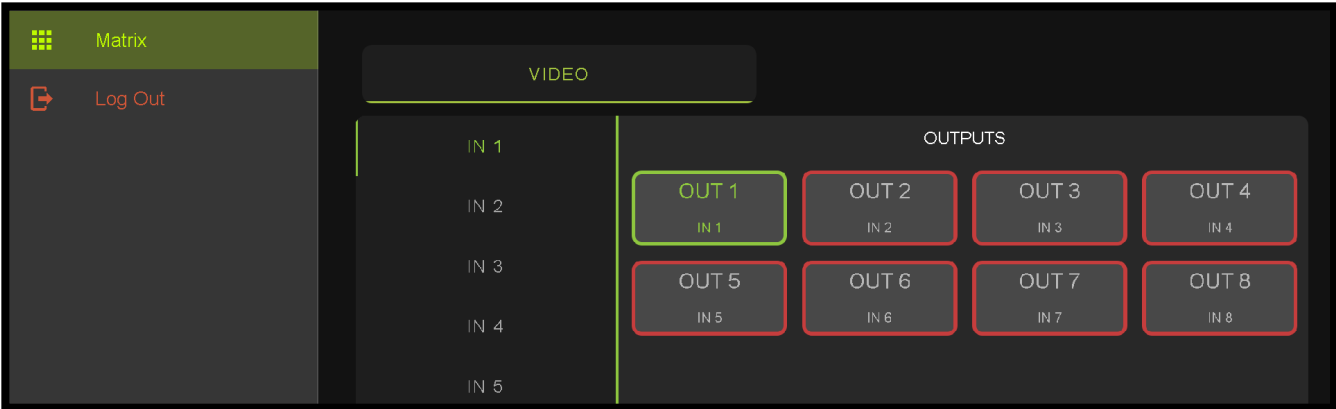 Matrix
Log Out
VIDEO
IN 1
IN 2
IN 3
IN 4
IN 5
OUTPUTS
OUT 1
IN 1
OUT 2
IN 2
OUT 3
IN 3
OUT 4
IN 4
OUT 5
IN 5
OUT 6
IN 6
OUT 7
IN 7
OUT 8
IN 8